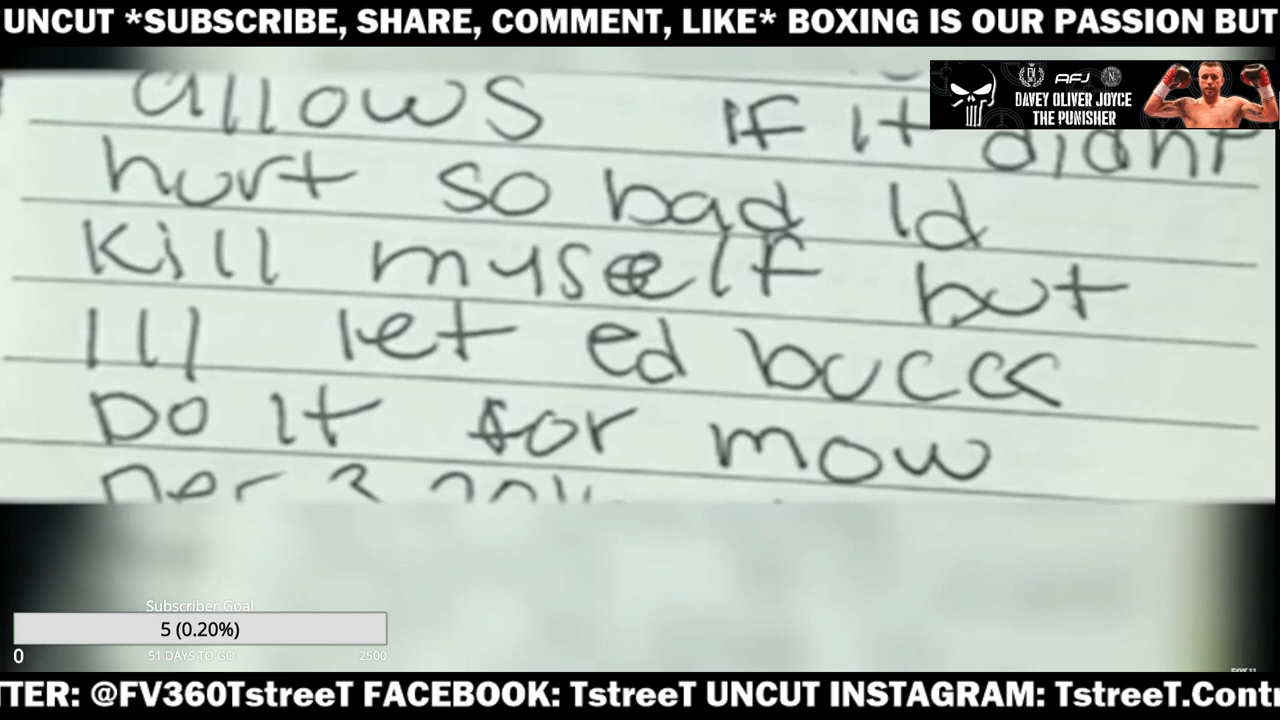 UNCUT *SUBSCRIBE, SHARE, COMMENT, LIKE* BOXING IS OUR PASSION BUT
AFJ
DAVEY OLIVER JOYCE
THE PUNISHER
allows If it didnt
hurt so bad Id
Kill myself but
Ill let ed bucc
Do it for mow
Subscriber Goal
5 (0.20%)
0 51 DAYS TO GO 2500
TTER: @FV360TstreeT FACEBOOK: TstreeT UNCUT INSTAGRAM: TstreeT.Contr